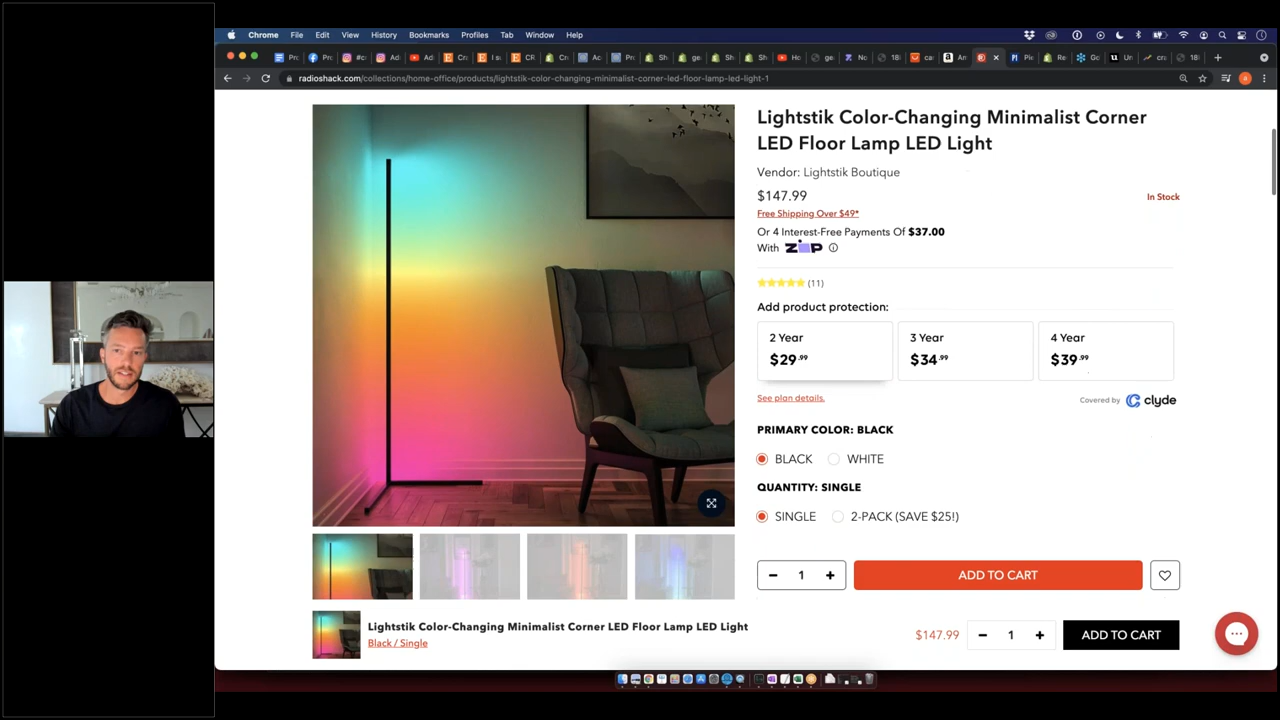 Chrome File Edit View History Bookmarks Profiles Tab Window Help
radioshack.com/collections/home-office/products/lightstik-color-changing-minimalist-corner-led-floor-lamp-led-light-1
Lightstik Color-Changing Minimalist Corner
LED Floor Lamp LED Light
Vendor: Lightstik Boutique
$147.99
In Stock
Free Shipping Over $49*
Or 4 Interest-Free Payments Of $37.00
With ZIP
(11)
Add product protection:
2 Year 3 Year 4 Year
$29.99 $34.99 $39.99
See plan details.
Covered by clyde
PRIMARY COLOR: BLACK
BLACK WHITE
QUANTITY: SINGLE
SINGLE 2-PACK (SAVE $25!)
− 1 + ADD TO CART
Lightstik Color-Changing Minimalist Corner LED Floor Lamp LED Light
Black / Single
$147.99 − 1 + ADD TO CART